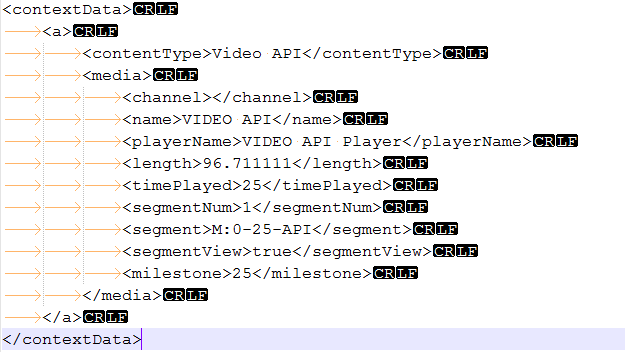 <contextData>CRLF
<a>CRLF
<contentType>Video API</contentType>CRLF
<media>CRLF
<channel></channel>CRLF
<name>VIDEO API</name>CRLF
<playerName>VIDEO API Player</playerName>CRLF
<length>96.711111</length>CRLF
<timePlayed>25</timePlayed>CRLF
<segmentNum>1</segmentNum>CRLF
<segment>M:0-25-API</segment>CRLF
<segmentView>true</segmentView>CRLF
<milestone>25</milestone>CRLF
</media>CRLF
</a>CRLF
</contextData>